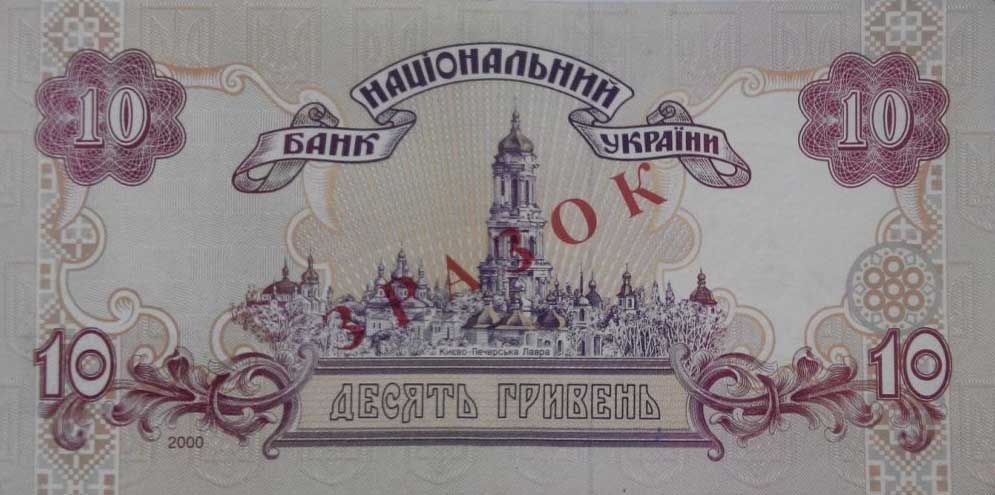 НАЦІОНАЛЬНИЙ
БАНК УКРАЇНИ
10 10
ЗРАЗОК
Києво-Печерська Лавра
10 10
ДЕСЯТЬ ГРИВЕНЬ
2000